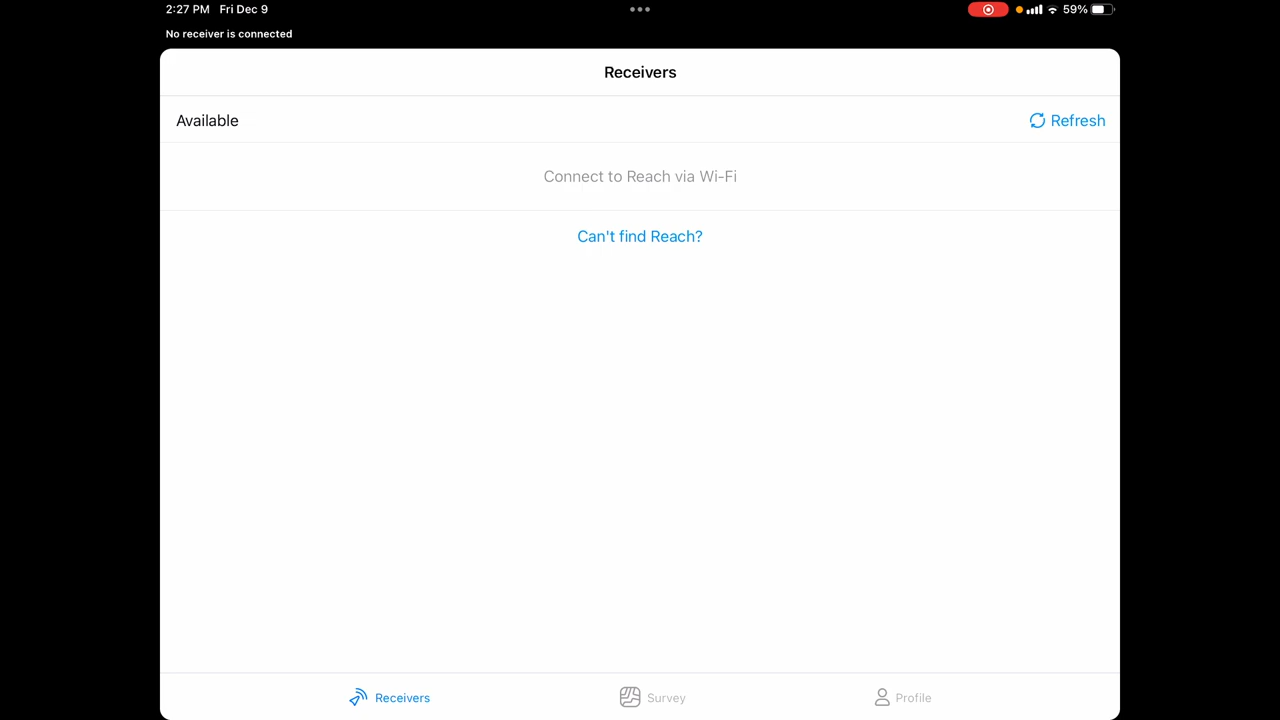 2:27 PM Fri Dec 9
59%
No receiver is connected
Receivers
Available
Refresh
Connect to Reach via Wi-Fi
Can't find Reach?
Receivers
Survey
Profile